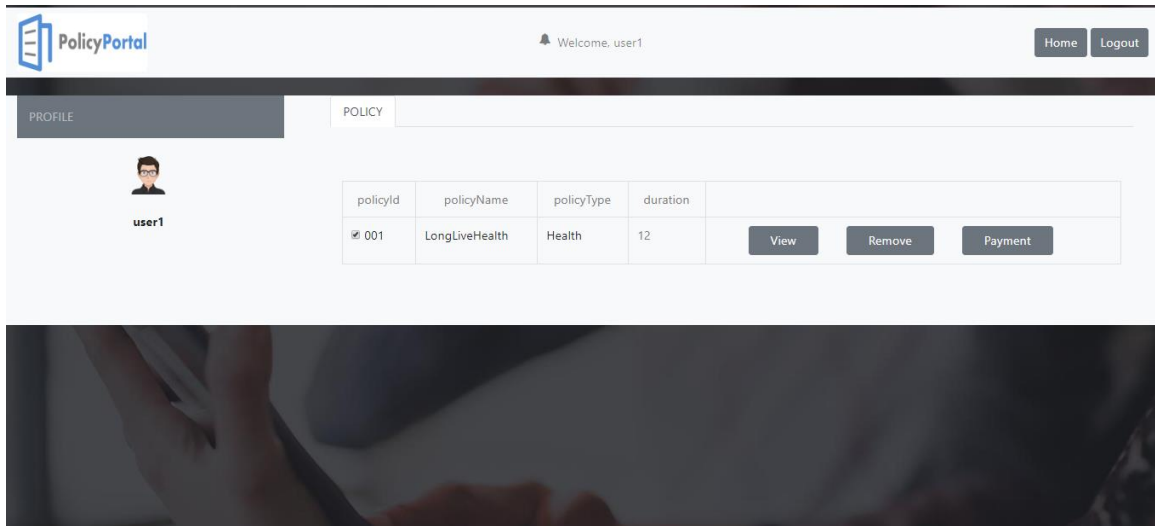 PolicyPortal
Welcome, user1
Home
Logout
PROFILE
user1
POLICY
policyId policyName policyType duration
001 LongLiveHealth Health 12 View Remove Payment